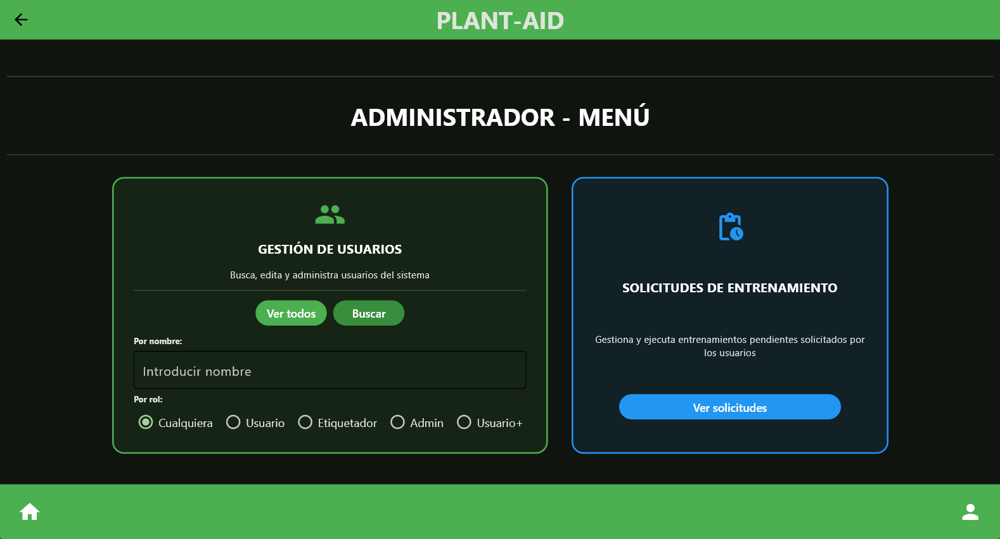 PLANT-AID
ADMINISTRADOR - MENÚ
GESTIÓN DE USUARIOS
Busca, edita y administra usuarios del sistema
Ver todos Buscar
Por nombre:
Introducir nombre
Por rol:
Cualquiera Usuario Etiquetador Admin Usuario+
SOLICITUDES DE ENTRENAMIENTO
Gestiona y ejecuta entrenamientos pendientes solicitados por
los usuarios
Ver solicitudes